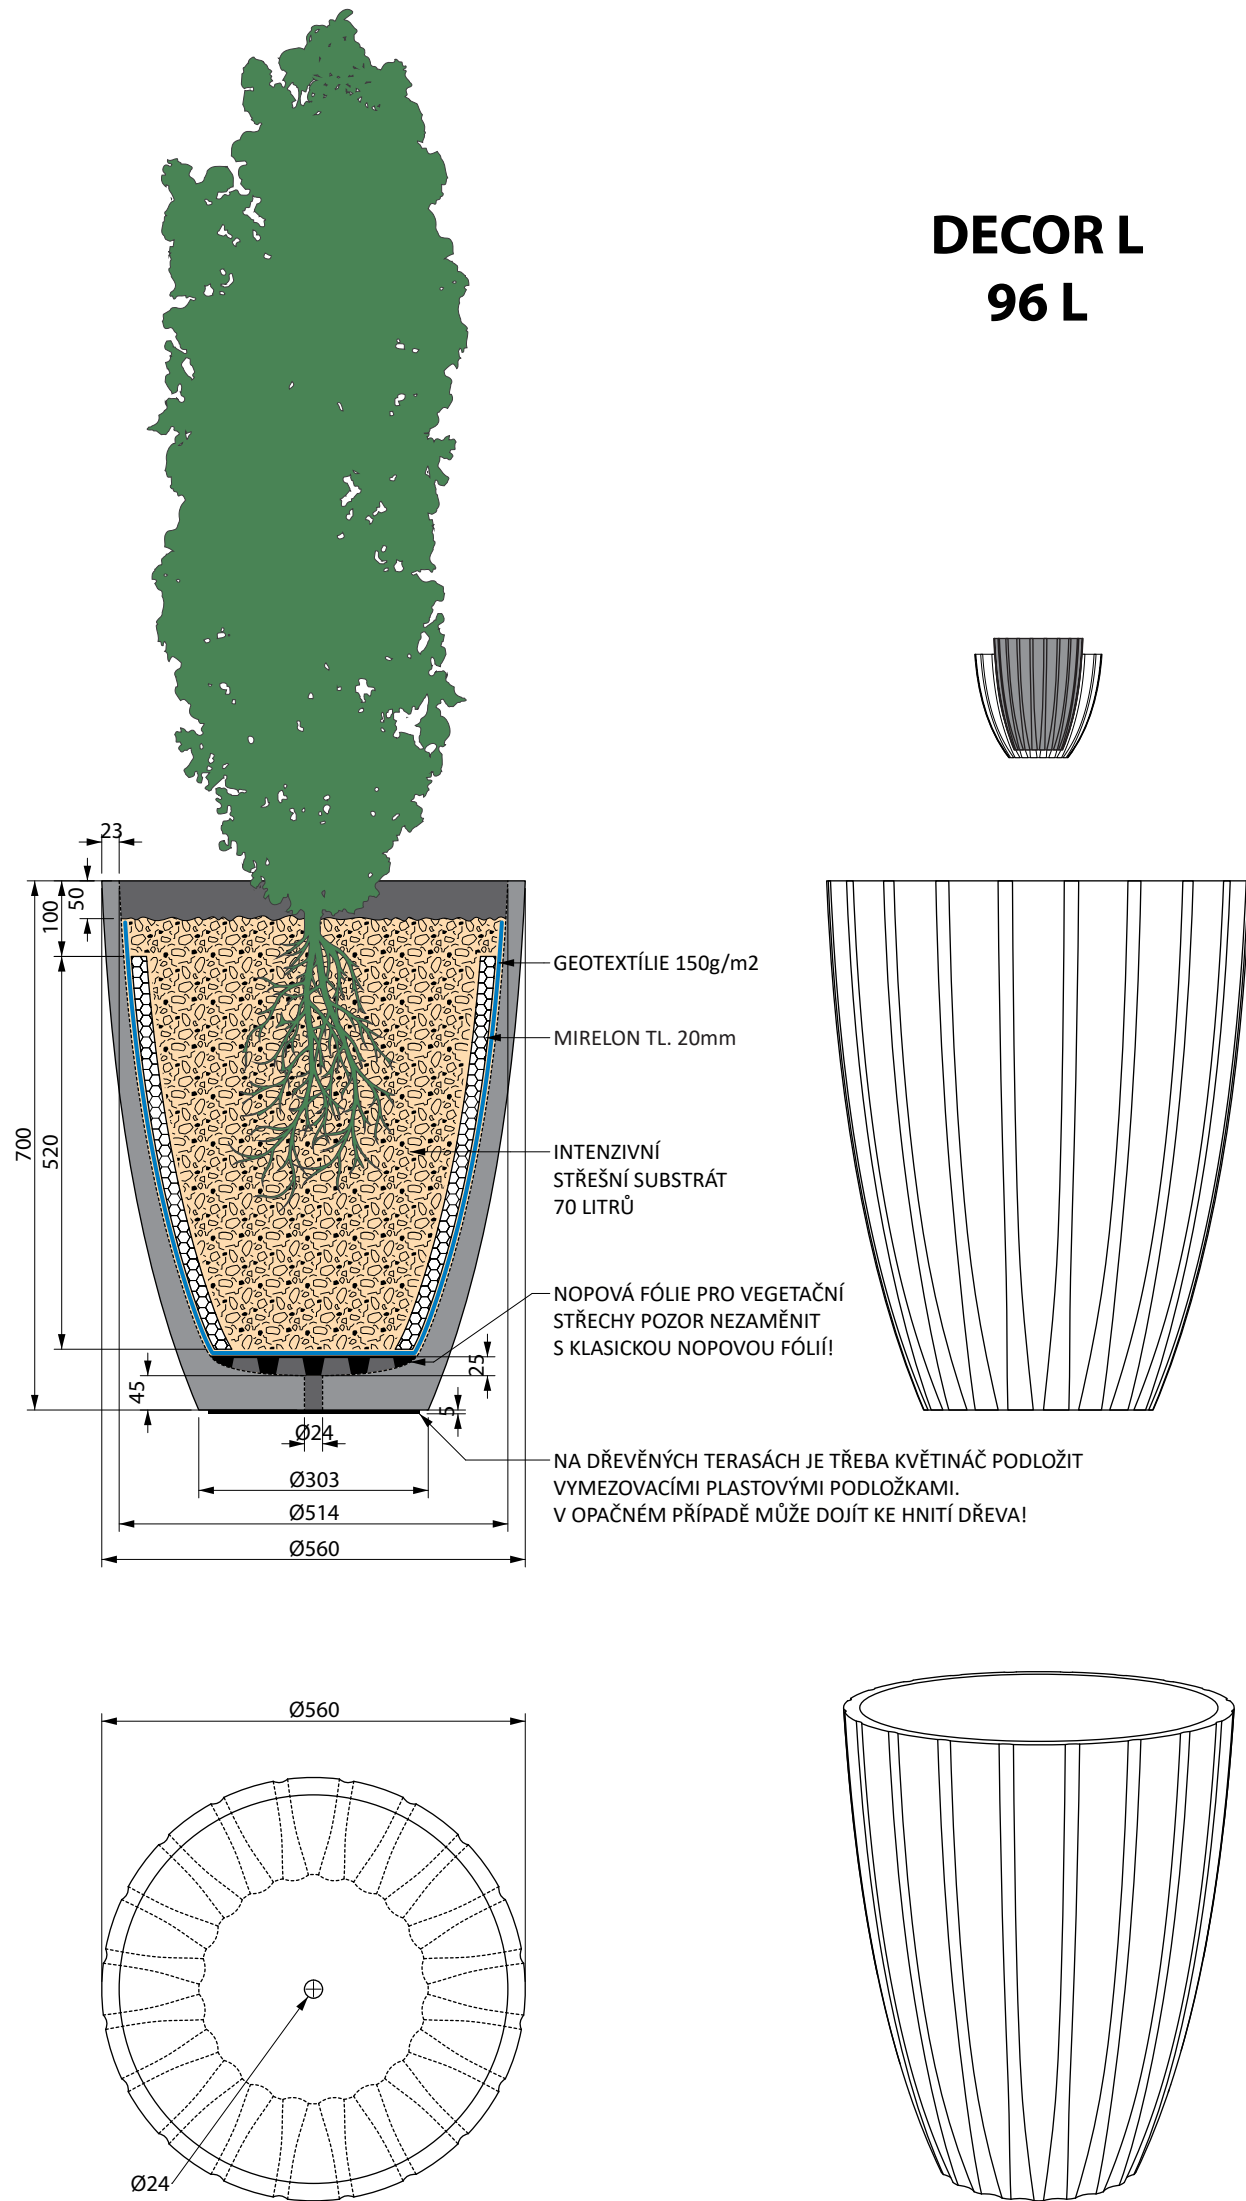 DECOR L
96 L
23
50
100
700
520
GEOTEXTÍLIE 150g/m2
MIRELON TL. 20mm
INTENZIVNÍ
STŘEŠNÍ SUBSTRÁT
70 LITRŮ
NOPOVÁ FÓLIE PRO VEGETAČNÍ
STŘECHY POZOR NEZAMĚNIT
S KLASICKOU NOPOVOU FÓLIÍ!
25
45
5
Ø24
NA DŘEVĚNÝCH TERASÁCH JE TŘEBA KVĚTINÁČ PODLOŽIT
VYMEZOVACÍMI PLASTOVÝMI PODLOŽKAMI.
V OPAČNÉM PŘÍPADĚ MŮŽE DOJÍT KE HNITÍ DŘEVA!
Ø303
Ø514
Ø560
Ø560
Ø24